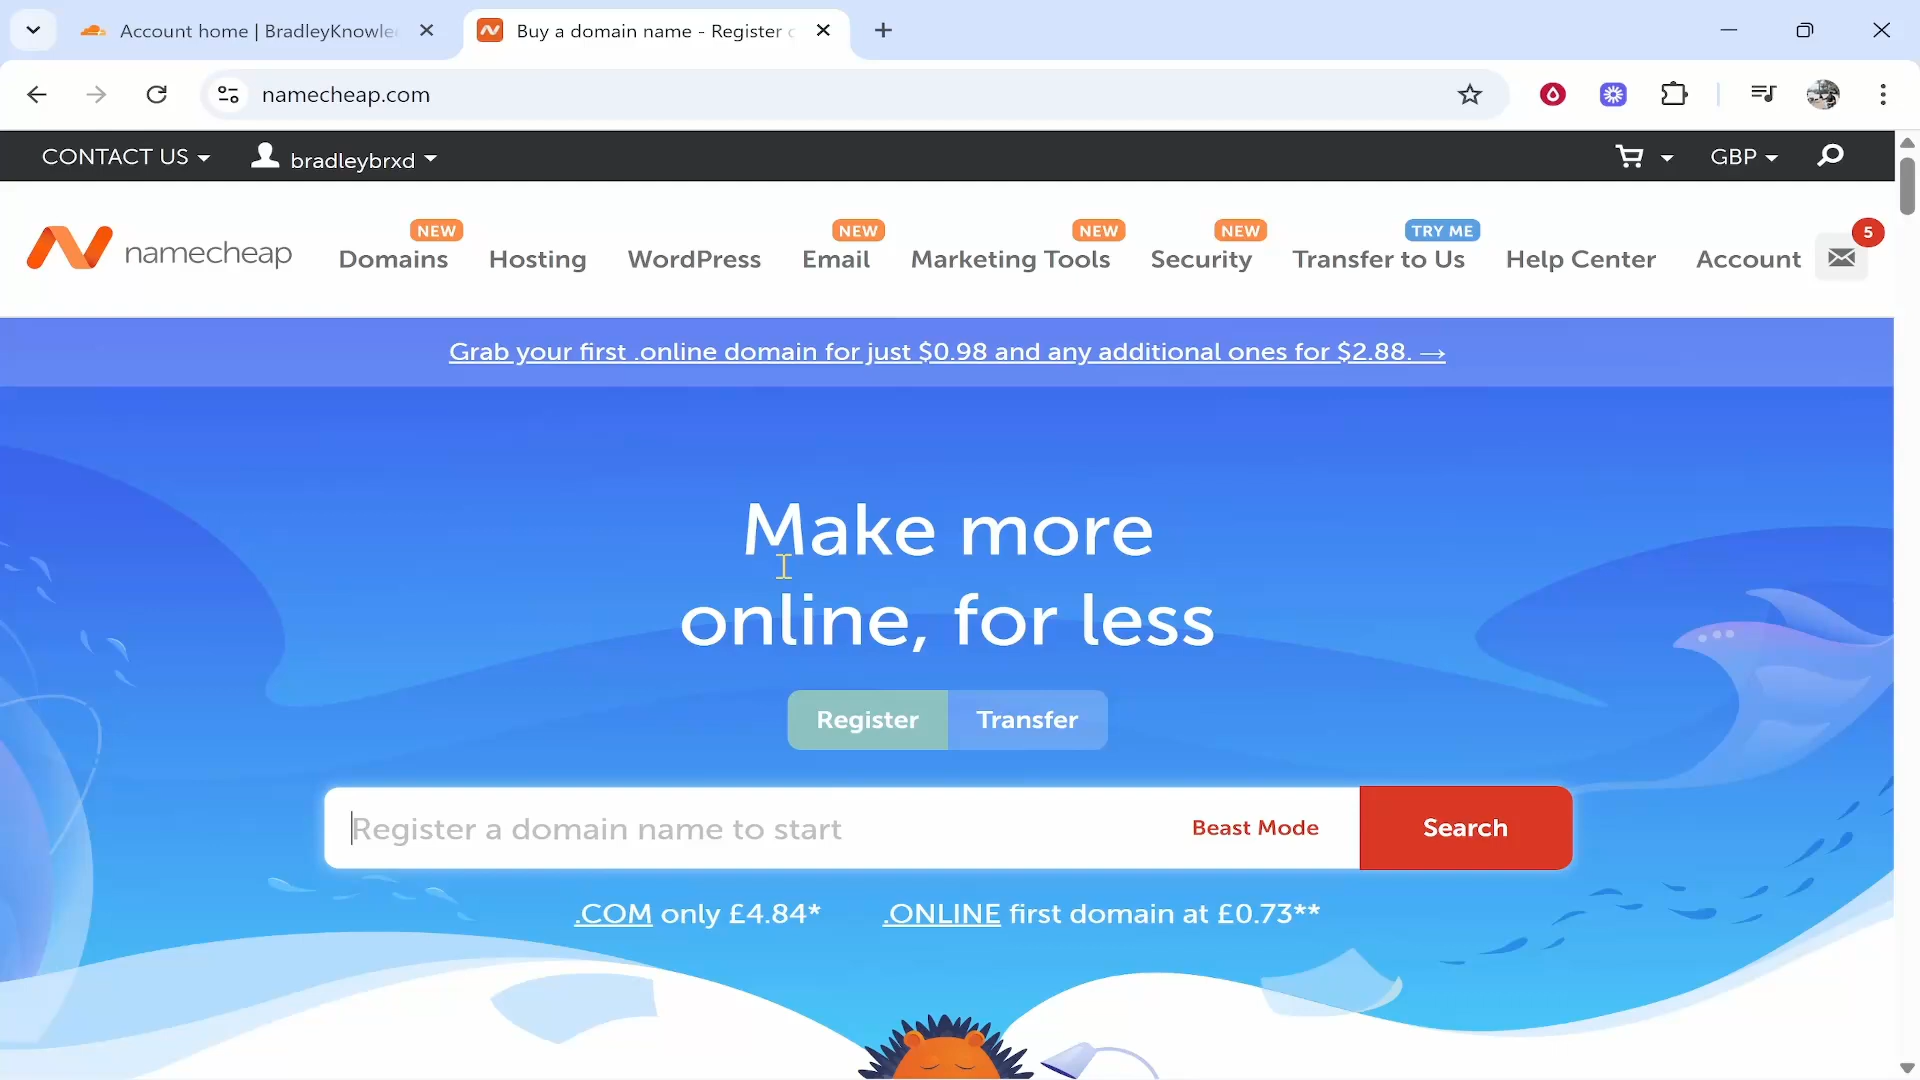 Account home | BradleyKnowle
Buy a domain name - Register
namecheap.com
CONTACT US
bradleybrxd
GBP
namecheap
NEW
Domains
Hosting
WordPress
NEW
Email
NEW
Marketing Tools
NEW
Security
TRY ME
Transfer to Us
Help Center
Account
5
Grab your first .online domain for just $0.98 and any additional ones for $2.88. →
Make more
online, for less
Register
Transfer
Register a domain name to start
Beast Mode
Search
.COM only £4.84*
.ONLINE first domain at £0.73**